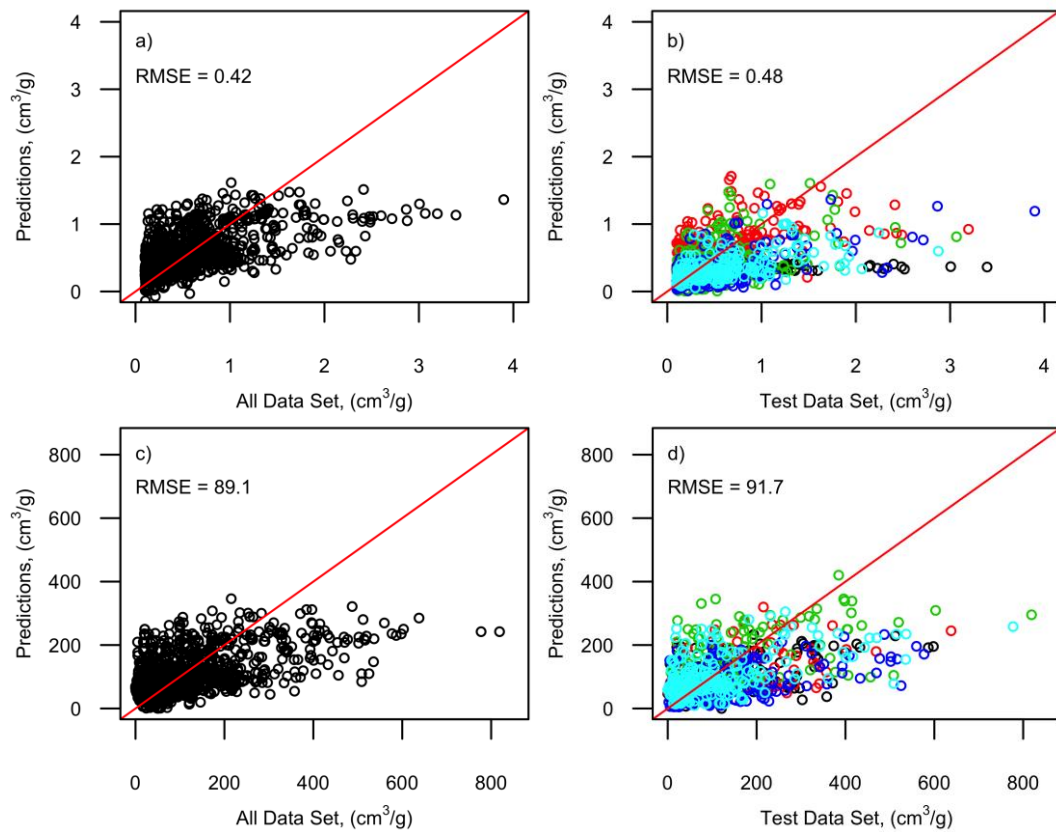 a)
RMSE = 0.42
Predictions, (cm³/g)
4
3
2
1
0
0 1 2 3 4
All Data Set, (cm³/g)
b)
RMSE = 0.48
Predictions, (cm³/g)
4
3
2
1
0
0 1 2 3 4
Test Data Set, (cm³/g)
c)
RMSE = 89.1
Predictions, (cm³/g)
800
600
400
200
0
0 200 400 600 800
All Data Set, (cm³/g)
d)
RMSE = 91.7
Predictions, (cm³/g)
800
600
400
200
0
0 200 400 600 800
Test Data Set, (cm³/g)